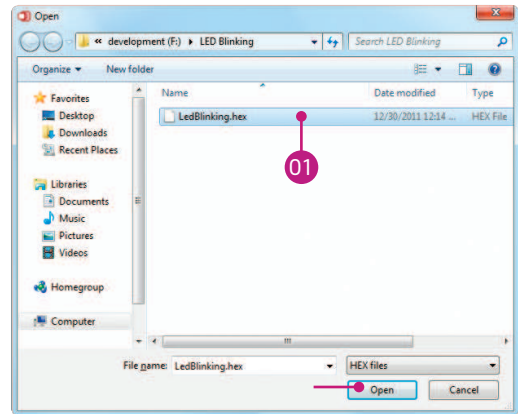 Open
« development (F:) ▸ LED Blinking
Search LED Blinking
Organize
New folder
Name
Date modified
Type
Favorites
Desktop
Downloads
Recent Places
Libraries
Documents
Music
Pictures
Videos
Homegroup
Computer
LedBlinking.hex
12/30/2011 12:14 ...
HEX File
01
File name: LedBlinking.hex
HEX files
Open
Cancel